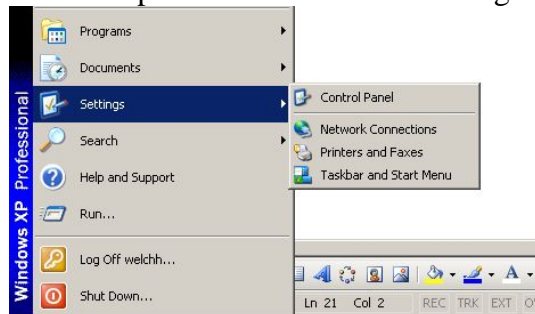 Programs
Documents
Settings
Control Panel
Network Connections
Printers and Faxes
Taskbar and Start Menu
Search
Help and Support
Run...
Log Off welchh...
Shut Down...
Windows XP Professional
A
Ln 21 Col 2 REC TRK EXT